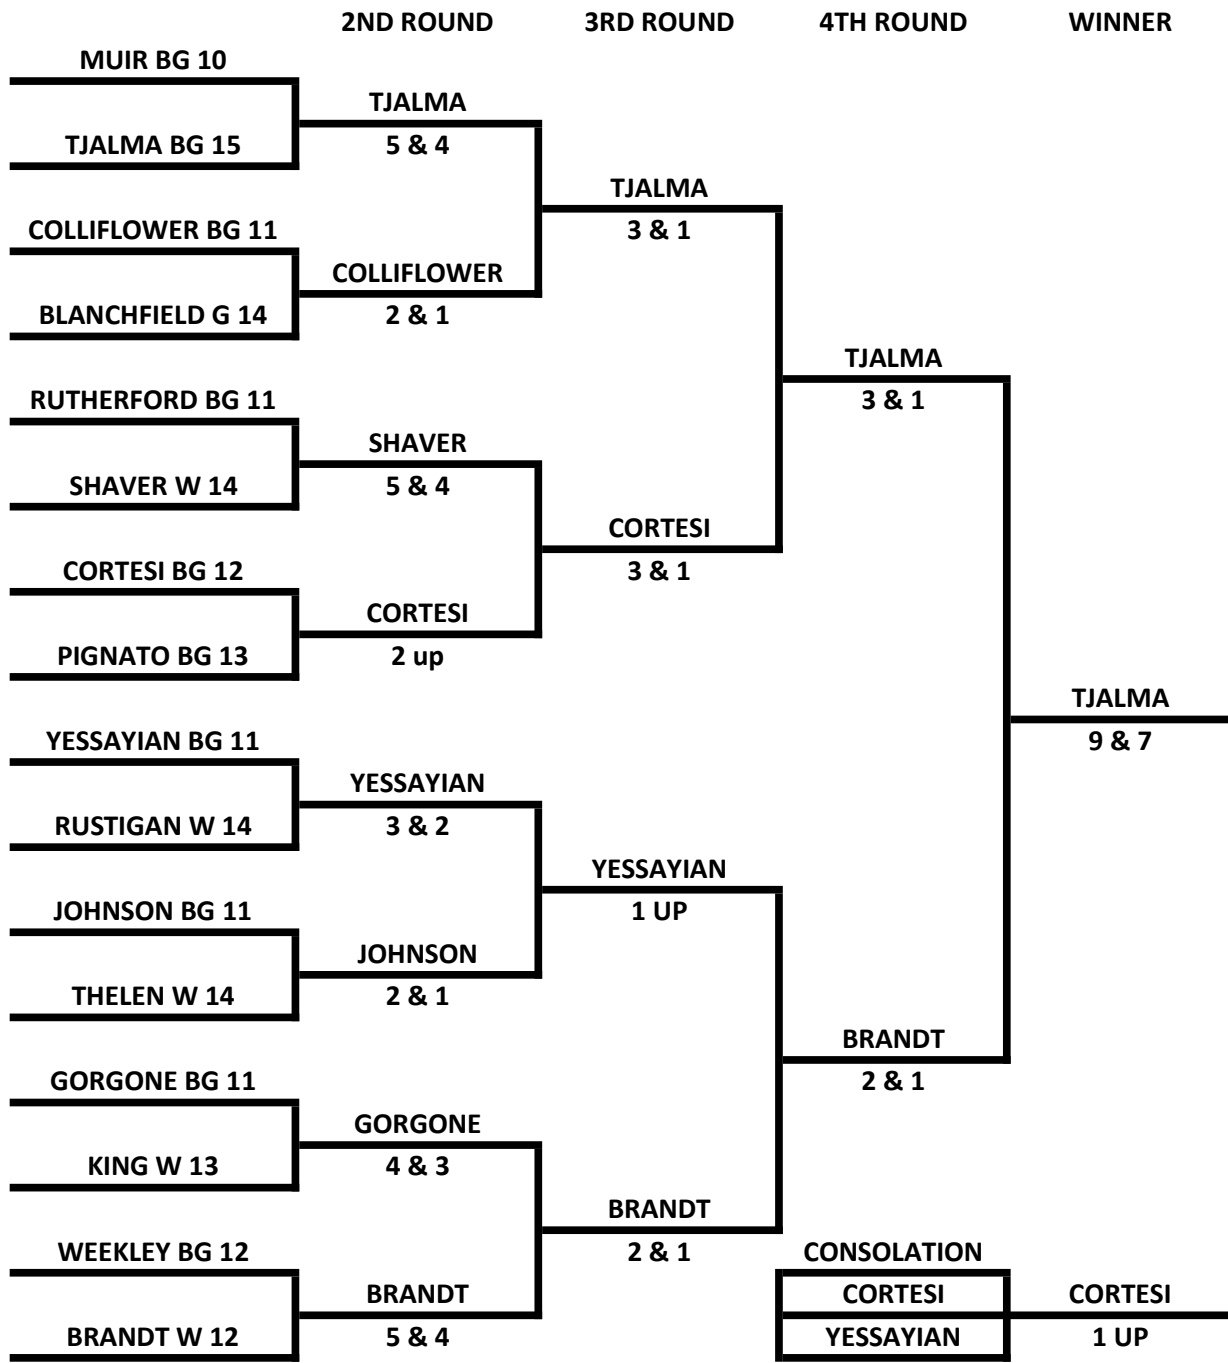 2ND ROUND 3RD ROUND 4TH ROUND WINNER
MUIR BG 10
TJALMA
TJALMA BG 15
5 & 4
TJALMA
COLLIFLOWER BG 11
3 & 1
COLLIFLOWER
BLANCHFIELD G 14
2 & 1
TJALMA
RUTHERFORD BG 11
3 & 1
SHAVER
SHAVER W 14
5 & 4
CORTESI
CORTESI BG 12
3 & 1
CORTESI
PIGNATO BG 13
2 up
TJALMA
YESSAYIAN BG 11
9 & 7
YESSAYIAN
RUSTIGAN W 14
3 & 2
YESSAYIAN
JOHNSON BG 11
1 UP
JOHNSON
THELEN W 14
2 & 1
BRANDT
GORGONE BG 11
2 & 1
GORGONE
KING W 13
4 & 3
BRANDT
WEEKLEY BG 12
2 & 1
CONSOLATION
BRANDT
CORTESI
CORTESI
BRANDT W 12
5 & 4
YESSAYIAN
1 UP